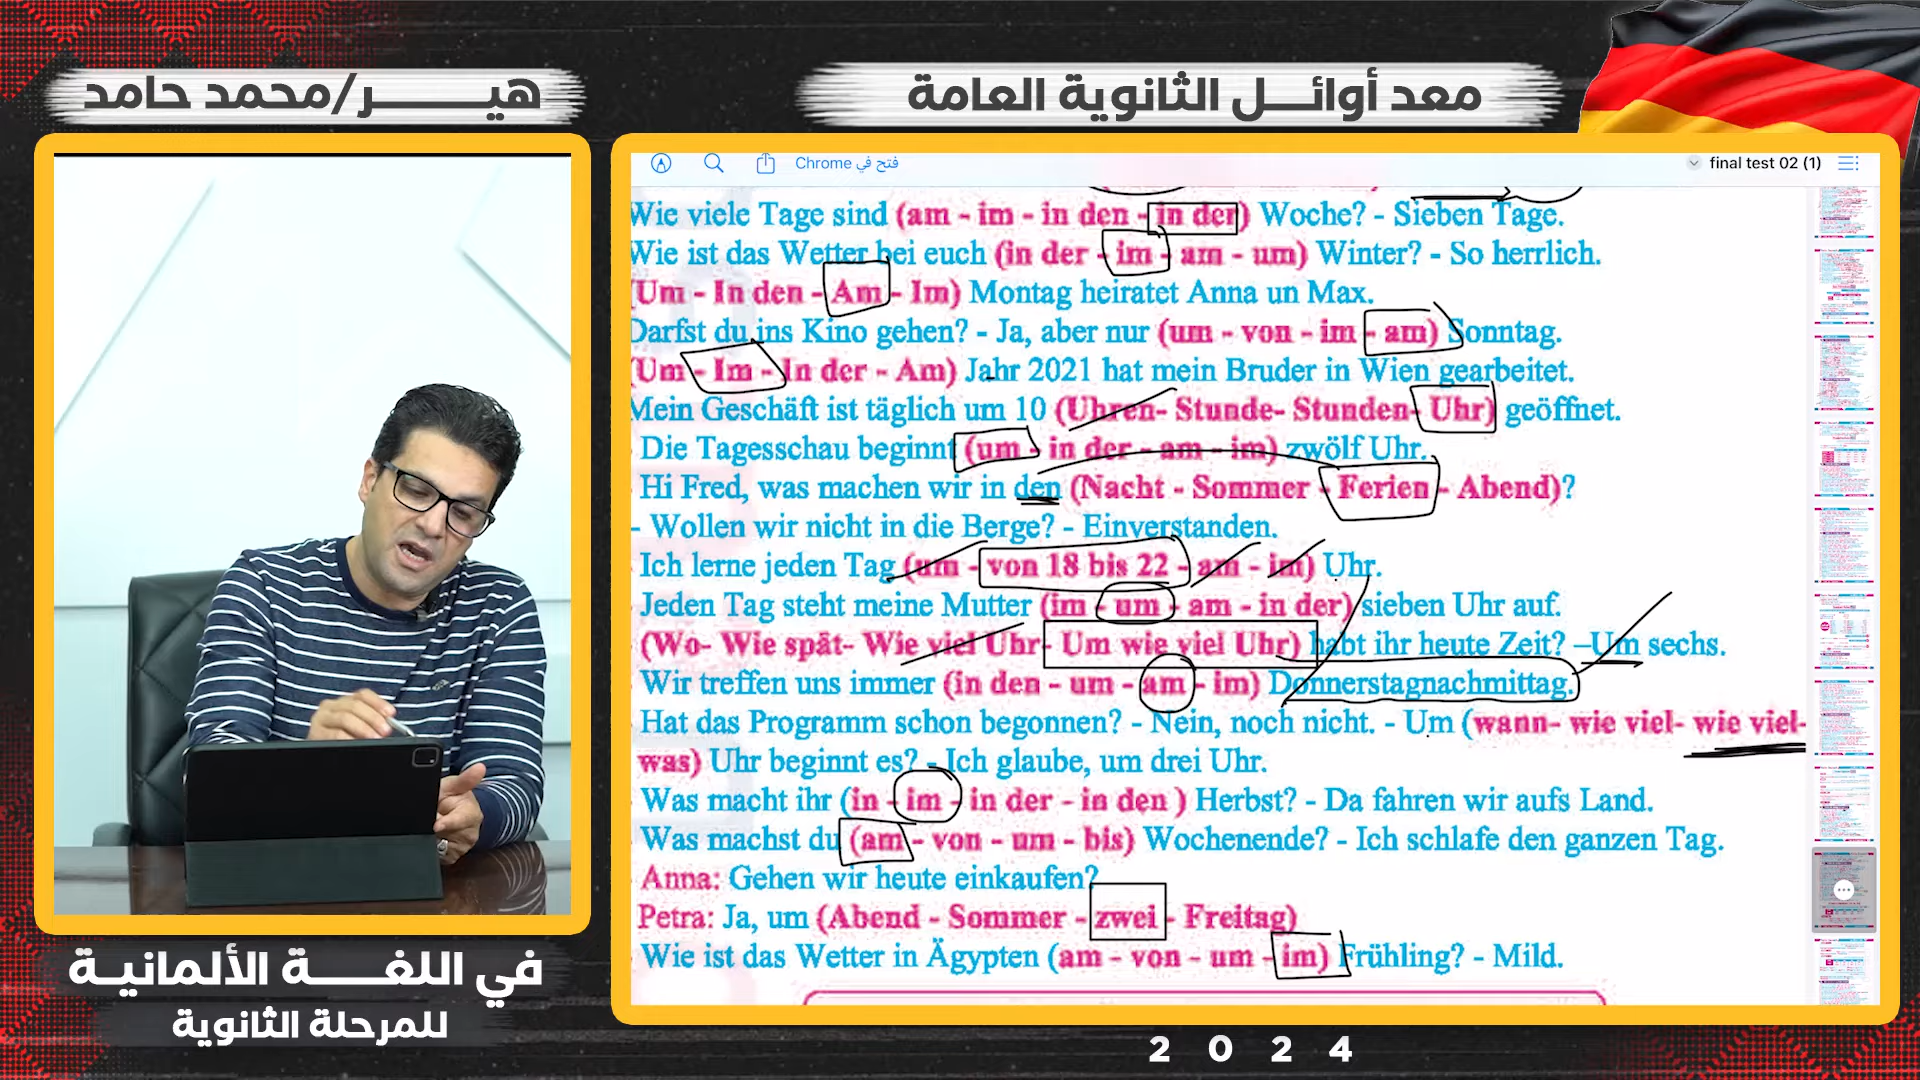 هيـــــر/محمد حامد
معد أوائــل الثانوية العامة
فتح في Chrome
final test 02 (1)
Wie viele Tage sind (am - im - in den - in der) Woche? - Sieben Tage.
Wie ist das Wetter bei euch (in der - im - am - um) Winter? - So herrlich.
(Um - In den - Am - Im) Montag heiratet Anna un Max.
Darfst du ins Kino gehen? - Ja, aber nur (um - von - im - am) Sonntag.
(Um - Im - In der - Am) Jahr 2021 hat mein Bruder in Wien gearbeitet.
Mein Geschäft ist täglich um 10 (Uhren- Stunde- Stunden- Uhr) geöffnet.
Die Tagesschau beginnt (um - in der - am - im) zwölf Uhr.
Hi Fred, was machen wir in den (Nacht - Sommer - Ferien - Abend)?
- Wollen wir nicht in die Berge? - Einverstanden.
Ich lerne jeden Tag (um - von 18 bis 22 - am - im) Uhr.
Jeden Tag steht meine Mutter (im - um - am - in der) sieben Uhr auf.
(Wo- Wie spät- Wie viel Uhr- Um wie viel Uhr) habt ihr heute Zeit? –Um sechs.
Wir treffen uns immer (in den - um - am - im) Donnerstagnachmittag.
Hat das Programm schon begonnen? - Nein, noch nicht. - Um (wann- wie viel- wie viel-
was) Uhr beginnt es? - Ich glaube, um drei Uhr.
Was macht ihr (in - im - in der - in den ) Herbst? - Da fahren wir aufs Land.
Was machst du (am - von - um - bis) Wochenende? - Ich schlafe den ganzen Tag.
Anna: Gehen wir heute einkaufen?
Petra: Ja, um (Abend - Sommer - zwei - Freitag)
Wie ist das Wetter in Ägypten (am - von - um - im) Frühling? - Mild.
في اللغـــة الألمانيـة
للمرحلة الثانوية
2024